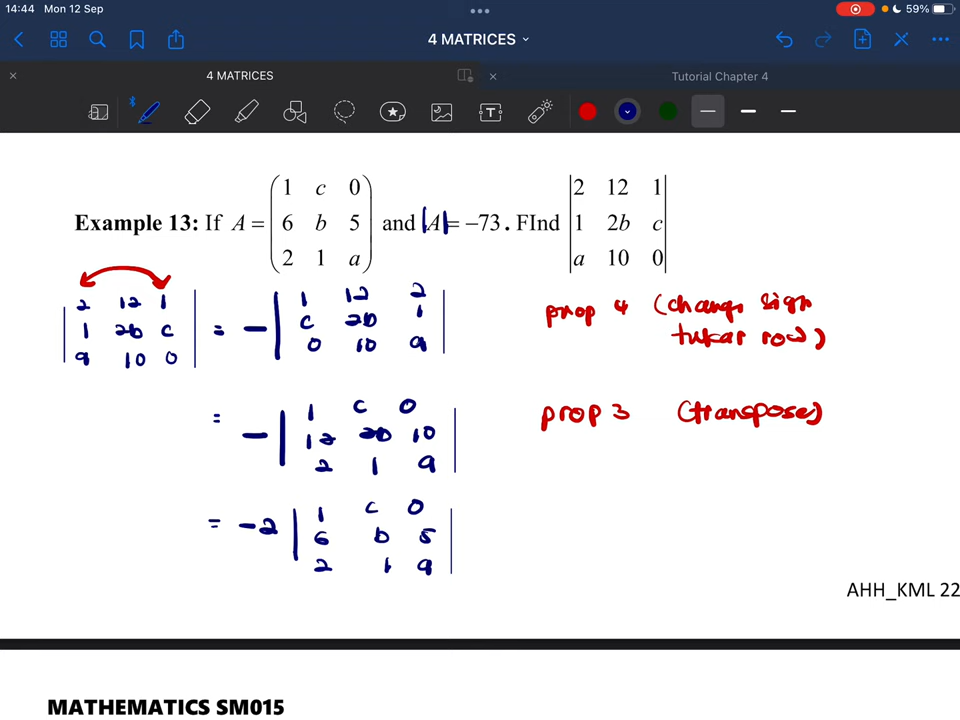 14:44 Mon 12 Sep 59%
4 MATRICES
4 MATRICES Tutorial Chapter 4
Example 13: If A = (1 c 0
6 b 5
2 1 a) and |A| = −73. FInd |2 12 1
1 2b c
a 10 0|
|2 12 1
1 2b c
a 10 0| = −|1 12 2
c 2b 1
0 10 a|
prop 4 (change sign
tukar row)
= −|1 c 0
12 2b 10
2 1 a|
prop 3 (transpose)
= −2|1 c 0
6 b 5
2 1 a|
AHH_KML 22
MATHEMATICS SM015